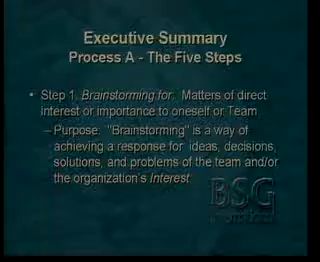 Executive Summary
Process A - The Five Steps
• Step 1. Brainstorming for: Matters of direct
interest or importance to oneself or Team
– Purpose: "Brainstorming" is a way of
achieving a response for ideas, decisions,
solutions, and problems of the team and/or
the organization's Interest
BSG